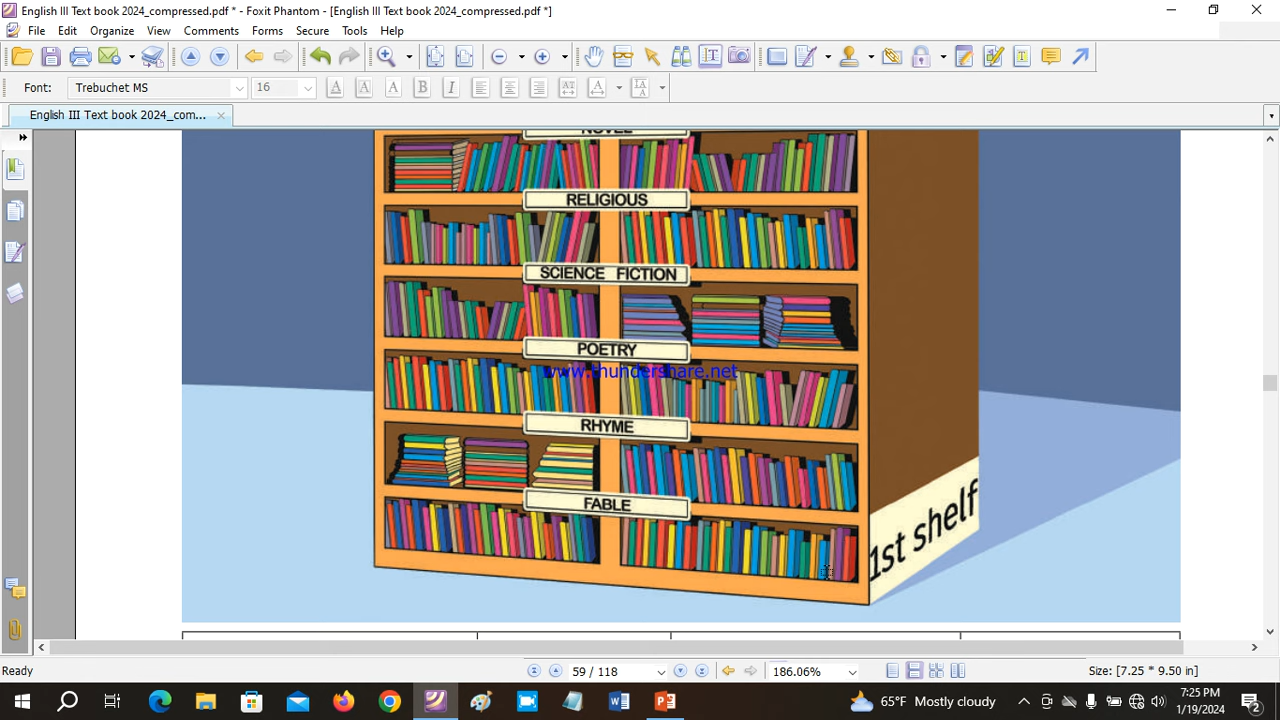 English III Text book 2024_compressed.pdf * - Foxit Phantom - [English III Text book 2024_compressed.pdf *]
File Edit Organize View Comments Forms Secure Tools Help
Font: Trebuchet MS 16
English III Text book 2024_com...
NOVEL
RELIGIOUS
SCIENCE FICTION
POETRY
www.thundershare.net
RHYME
FABLE
1st shelf
Ready 59 / 118 186.06% Size: [7.25 * 9.50 in]
65°F Mostly cloudy 7:25 PM
1/19/2024
2